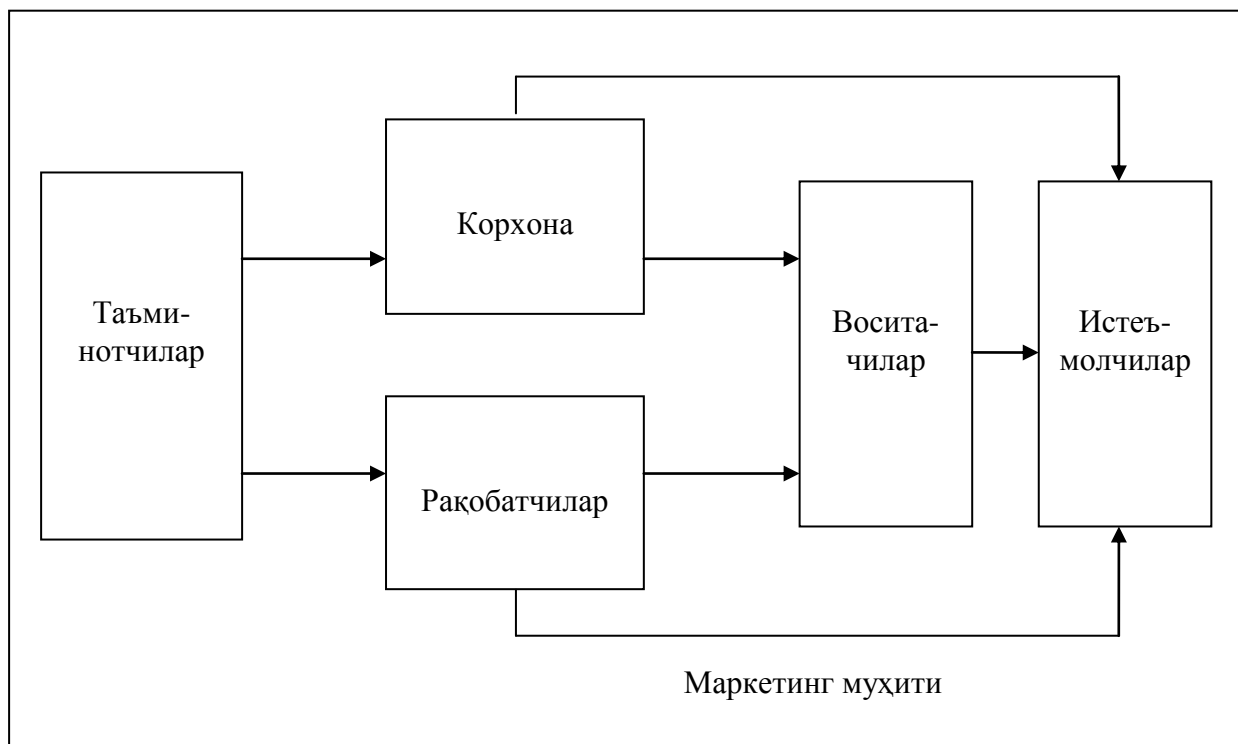 Корхона
Таъми-
нотчилар
Восита-
чилар
Истеъ-
молчилар
Рақобатчилар
Маркетинг муҳити